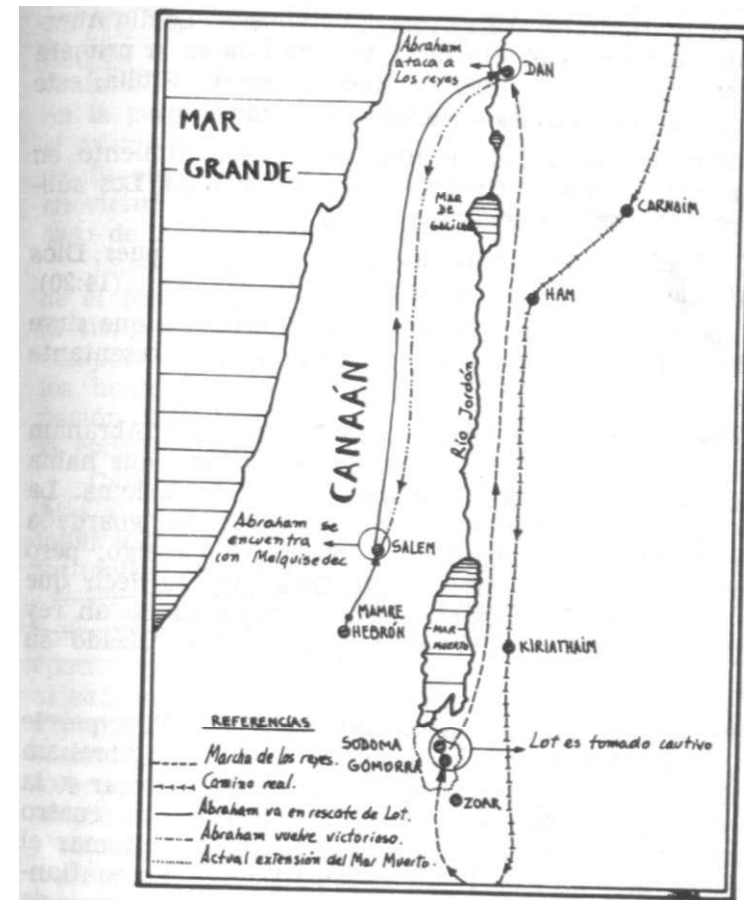 Abraham
ataca a
Los reyes
DAN
MAR
GRANDE
MAR
DE
GALILEA
CARNAIM
HAM
CANAÁN
Río Jordán
Abraham se
encuentra
con Melquisedec
SALEM
MAMRE
HEBRÓN
MAR
MUERTO
KIRIATHAIM
REFERENCIAS
SODOMA
GOMORRA
Lot es tomado cautivo
ZOAR
Marcha de los reyes.
Camino real.
Abraham va en rescate de Lot.
Abraham vuelve victorioso.
Actual extensión del Mar Muerto.